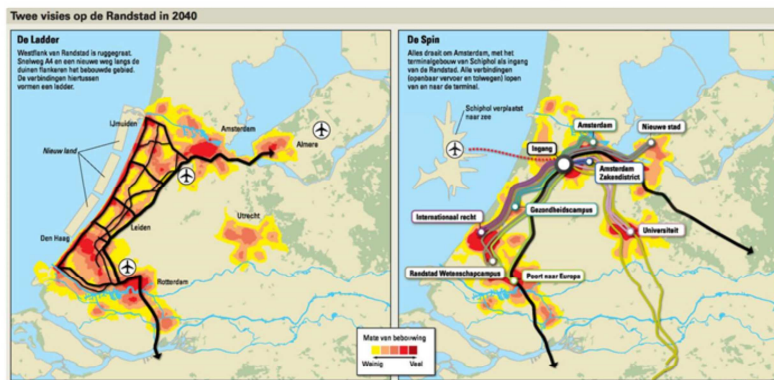 Twee visies op de Randstad in 2040
De Ladder
Westflank van Randstad is ruggegraat.
Snelweg A4 en een nieuwe weg langs de
duinen flankeren het bebouwde gebied.
De verbindingen hiertussen
vormen een ladder.
IJmuiden
Amsterdam
Almere
Nieuw land
Utrecht
Leiden
Den Haag
Rotterdam
De Spin
Alles draait om Amsterdam, met het
terminalgebouw van Schiphol als ingang
van de Randstad. Alle verbindingen
(openbaar vervoer en tolwegen) lopen
van en naar de terminal.
Schiphol verplaatst
naar zee
Amsterdam
Nieuwe stad
Ingang
Amsterdam
Zakendistrict
Gezondheidscampus
Internationaal recht
Universiteit
Randstad Wetenschapcampus
Poort naar Europa
Mate van bebouwing
Weinig
Veel